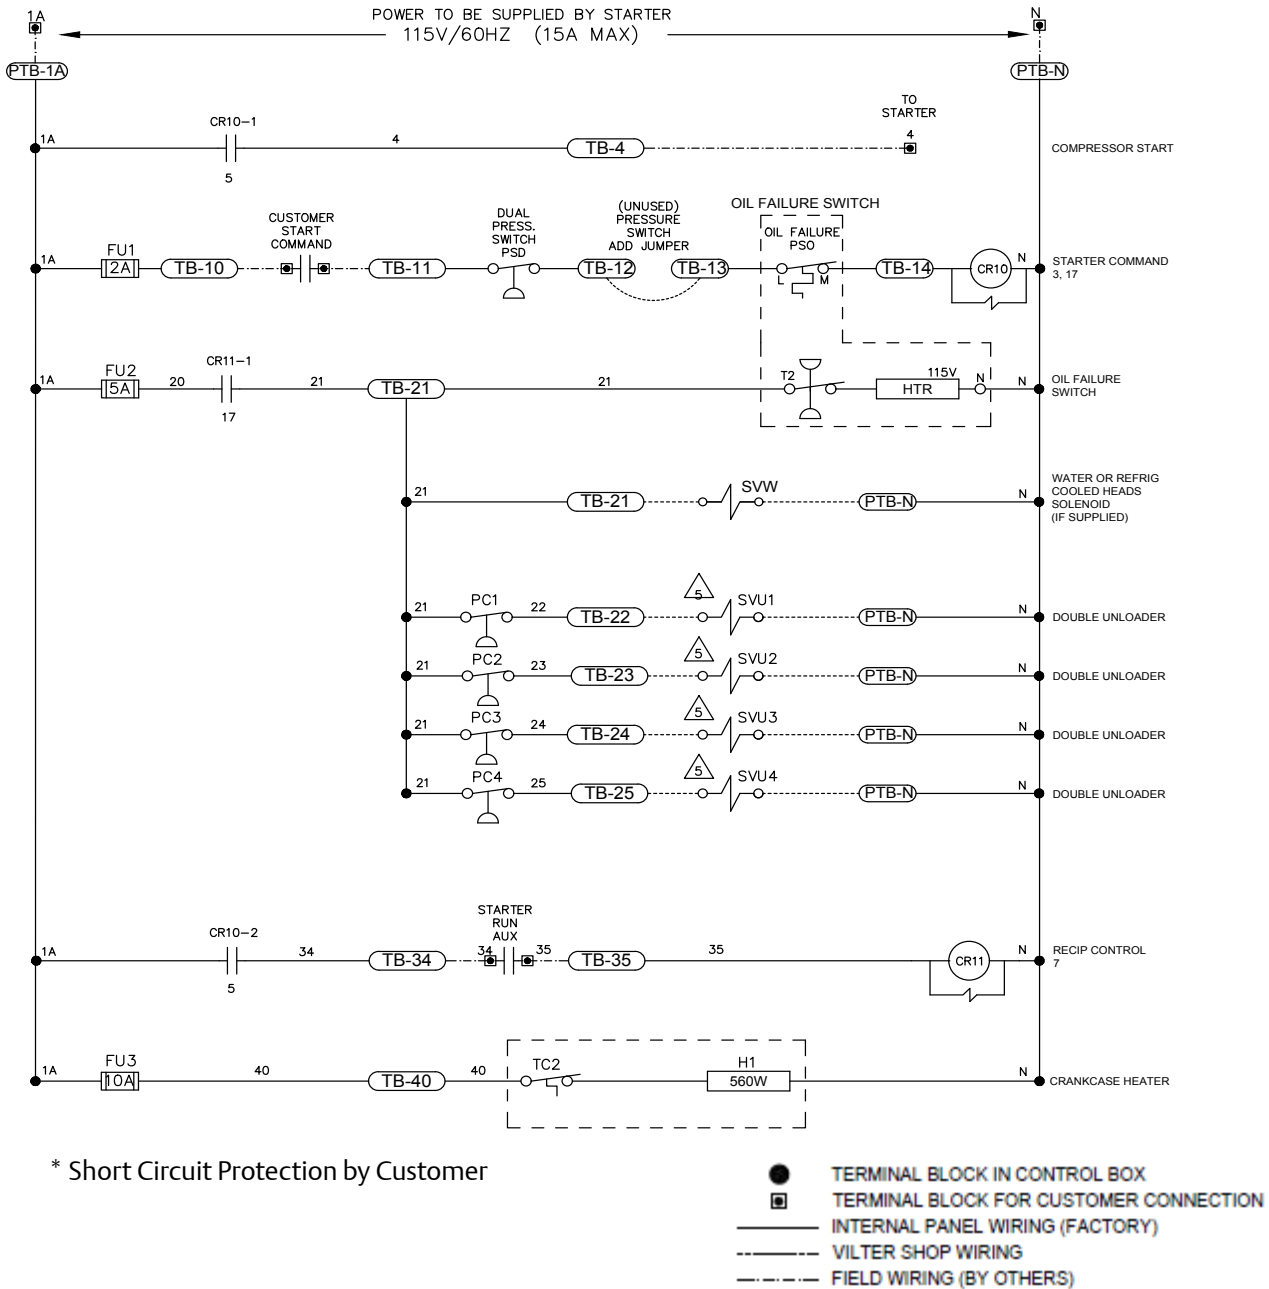 1A
POWER TO BE SUPPLIED BY STARTER
N
115V/60HZ (15A MAX)
PTB-1A
PTB-N
TO
STARTER
CR10-1
1A
4
TB-4
4
COMPRESSOR START
5
(UNUSED)
PRESSURE
SWITCH
ADD JUMPER
OIL FAILURE SWITCH
DUAL
PRESS.
SWITCH
PSD
CUSTOMER
START
COMMAND
OIL FAILURE
PSO
FU1
1A
2A
TB-10
TB-11
TB-12
TB-13
L
M
TB-14
CR10
N
STARTER COMMAND
3, 17
CR11-1
FU2
1A
5A
20
21
TB-21
21
T2
115V
HTR
N
N
OIL FAILURE
SWITCH
17
21
TB-21
SVW
PTB-N
N
WATER OR REFRIG
COOLED HEADS
SOLENOID
(IF SUPPLIED)
21
PC1
22
TB-22
5
SVU1
PTB-N
N
DOUBLE UNLOADER
21
PC2
23
TB-23
5
SVU2
PTB-N
N
DOUBLE UNLOADER
21
PC3
24
TB-24
5
SVU3
PTB-N
N
DOUBLE UNLOADER
21
PC4
25
TB-25
5
SVU4
PTB-N
N
DOUBLE UNLOADER
STARTER
RUN
AUX
CR10-2
1A
34
TB-34
34
35
TB-35
35
CR11
N
RECIP CONTROL
7
5
FU3
1A
10A
40
TB-40
40
TC2
H1
560W
N
CRANKCASE HEATER
* Short Circuit Protection by Customer
TERMINAL BLOCK IN CONTROL BOX
TERMINAL BLOCK FOR CUSTOMER CONNECTION
INTERNAL PANEL WIRING (FACTORY)
VILTER SHOP WIRING
FIELD WIRING (BY OTHERS)